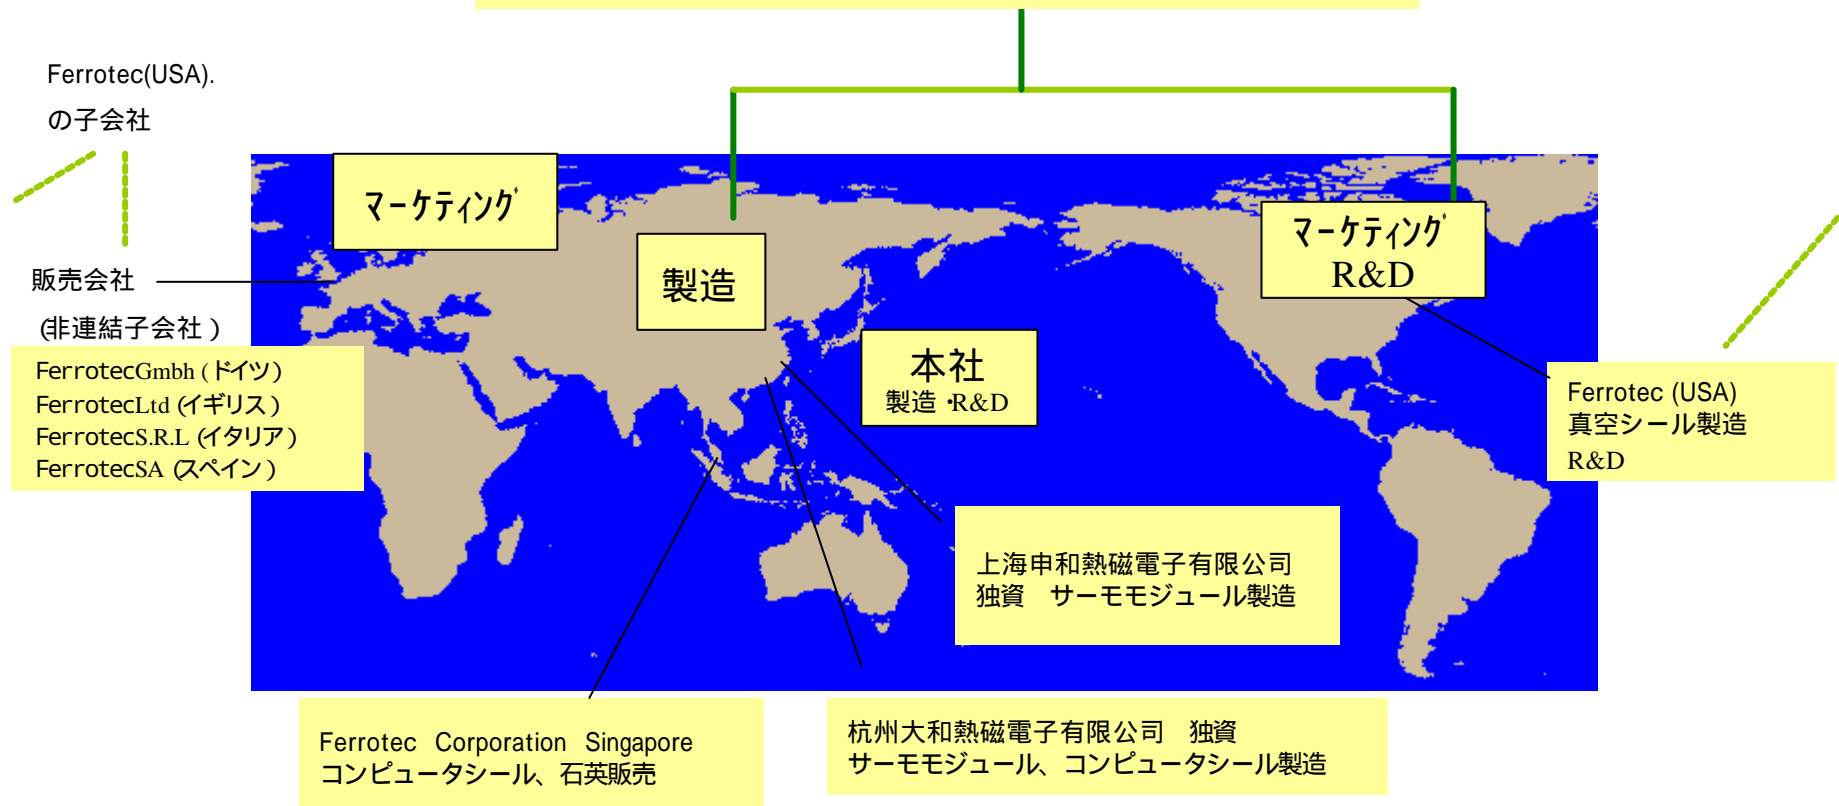 Ferrotec(USA).
の子会社
マーケティング
製造
マーケティング
R&D
本社
製造・R&D
販売会社
(非連結子会社)
FerrotecGmbh (ドイツ)
FerrotecLtd (イギリス)
FerrotecS.R.L (イタリア)
FerrotecSA (スペイン)
Ferrotec (USA)
真空シール製造
R&D
上海申和熱磁電子有限公司
独資　サーモモジュール製造
Ferrotec Corporation Singapore
コンピュータシール、石英販売
杭州大和熱磁電子有限公司　独資
サーモモジュール、コンピュータシール製造